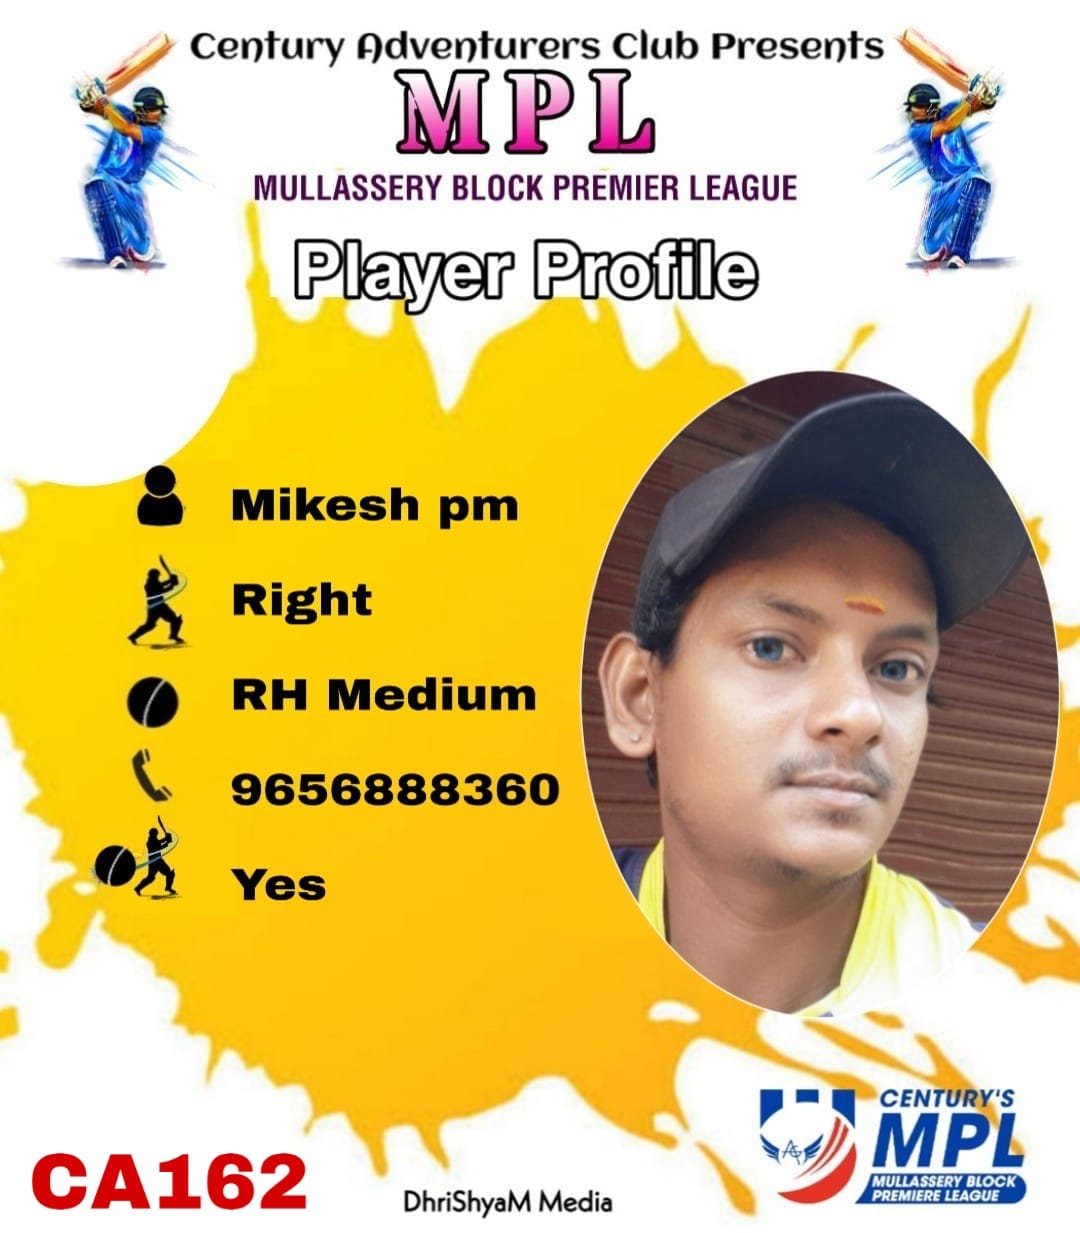 Century Adventurers Club Presents
MPL
MULLASSERY BLOCK PREMIER LEAGUE
Player Profile
Mikesh pm
Right
RH Medium
9656888360
Yes
CENTURY'S
MPL
MULLASSERY BLOCK
PREMIERE LEAGUE
CA162
DhriShyaM Media